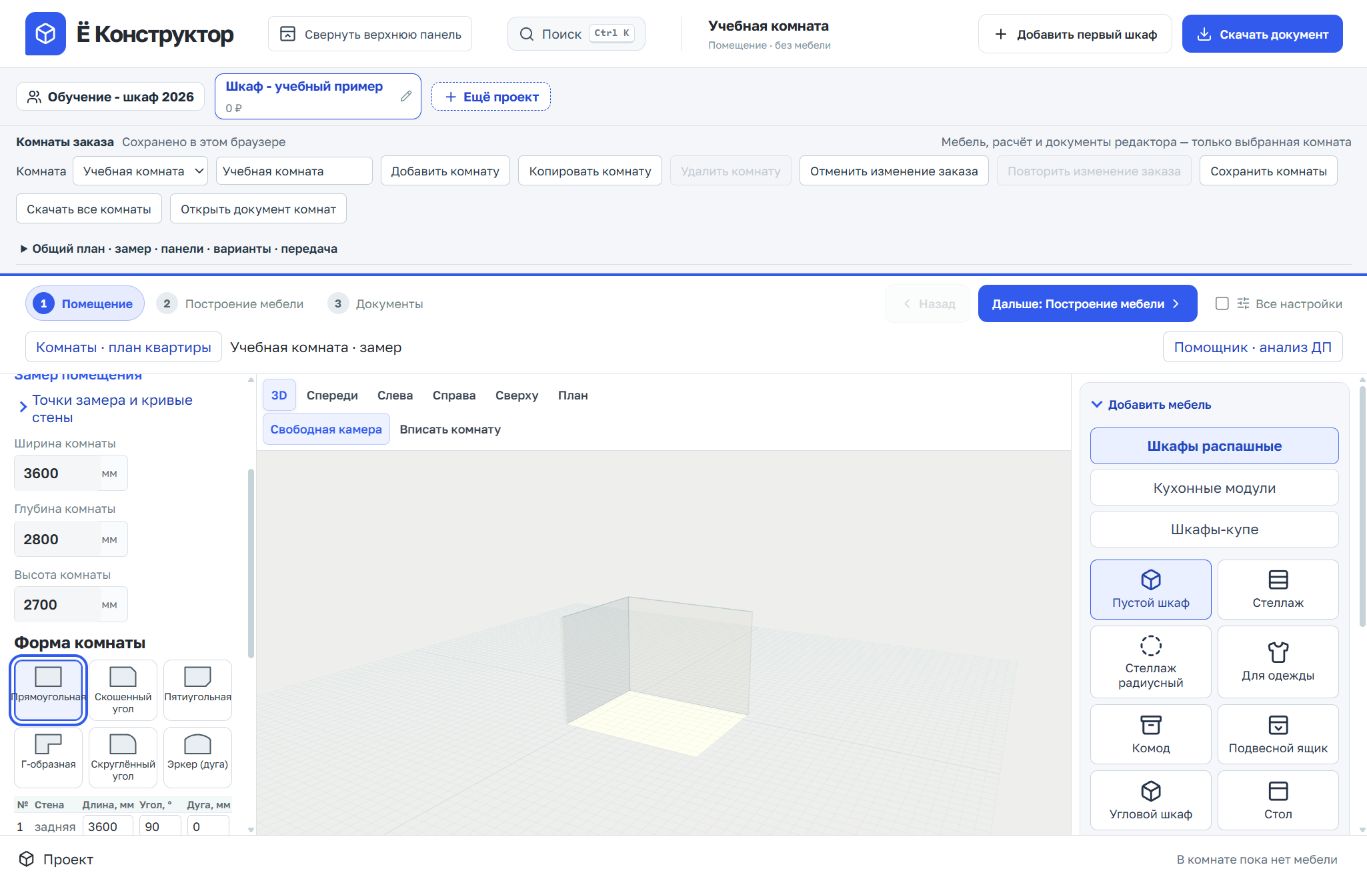 Ё Конструктор
Свернуть верхнюю панель
Поиск Ctrl K
Учебная комната
Помещение · без мебели
Добавить первый шкаф
Скачать документ
Обучение - шкаф 2026
Шкаф - учебный пример
0 ₽
Ещё проект
Комнаты заказа Сохранено в этом браузере
Мебель, расчёт и документы редактора — только выбранная комната
Комната Учебная комната Учебная комната Добавить комнату Копировать комнату Удалить комнату Отменить изменение заказа Повторить изменение заказа Сохранить комнаты
Скачать все комнаты Открыть документ комнат
Общий план · замер · панели · варианты · передача
1 Помещение 2 Построение мебели 3 Документы
Назад Дальше: Построение мебели Все настройки
Комнаты · план квартиры Учебная комната · замер
Помощник · анализ ДП
Замер помещения
Точки замера и кривые
стены
Ширина комнаты
3600 мм
Глубина комнаты
2800 мм
Высота комнаты
2700 мм
Форма комнаты
Прямоугольная
Скошенный
угол
Пятиугольная
Г-образная
Скруглённый
угол
Эркер (дуга)
№ Стена Длина, мм Угол, ° Дуга, мм
1 задняя 3600 90 0
3D Спереди Слева Справа Сверху План
Свободная камера Вписать комнату
Добавить мебель
Шкафы распашные
Кухонные модули
Шкафы-купе
Пустой шкаф
Стеллаж
Стеллаж
радиусный
Для одежды
Комод
Подвесной ящик
Угловой шкаф
Стол
Проект
В комнате пока нет мебели